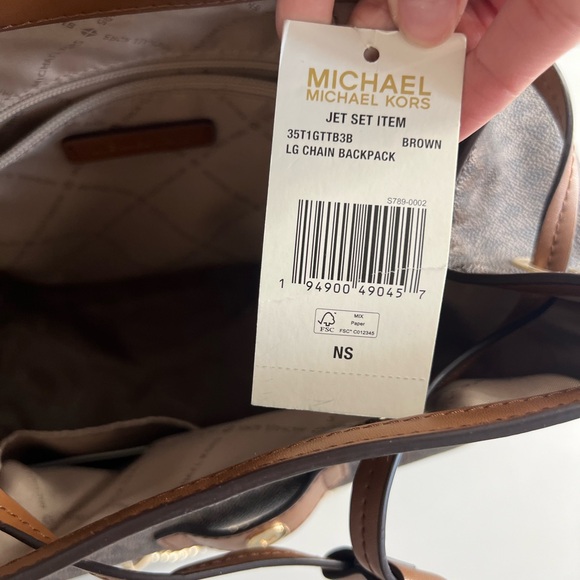 MICHAEL
MICHAEL KORS
JET SET ITEM
35T1GTTB3B BROWN
LG CHAIN BACKPACK
S789-0002
1 94900 49045 7
FSC
MIX
Paper
FSC® C012345
NS